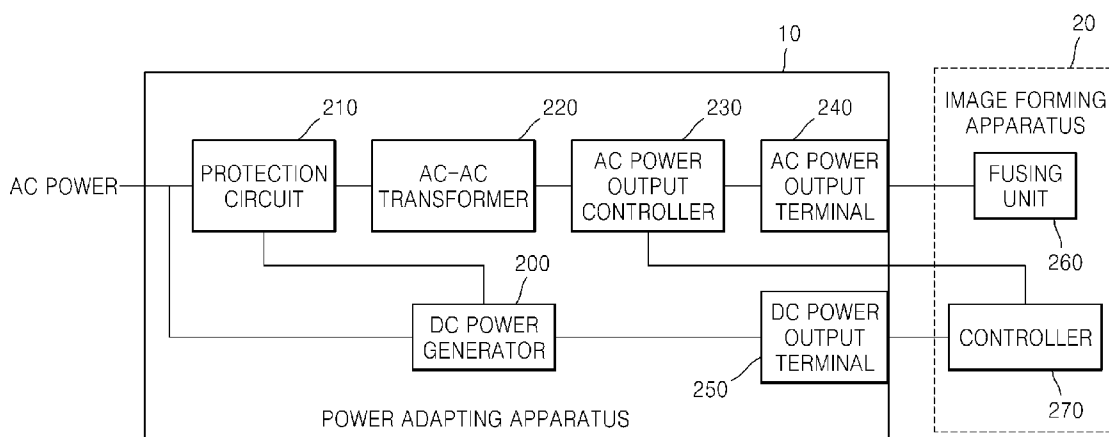 10
20
210
220
230
240
IMAGE FORMING
APPARATUS
AC POWER
PROTECTION
CIRCUIT
AC-AC
TRANSFORMER
AC POWER
OUTPUT
CONTROLLER
AC POWER
OUTPUT
TERMINAL
FUSING
UNIT
200
260
DC POWER
GENERATOR
DC POWER
OUTPUT
TERMINAL
CONTROLLER
250
270
POWER ADAPTING APPARATUS